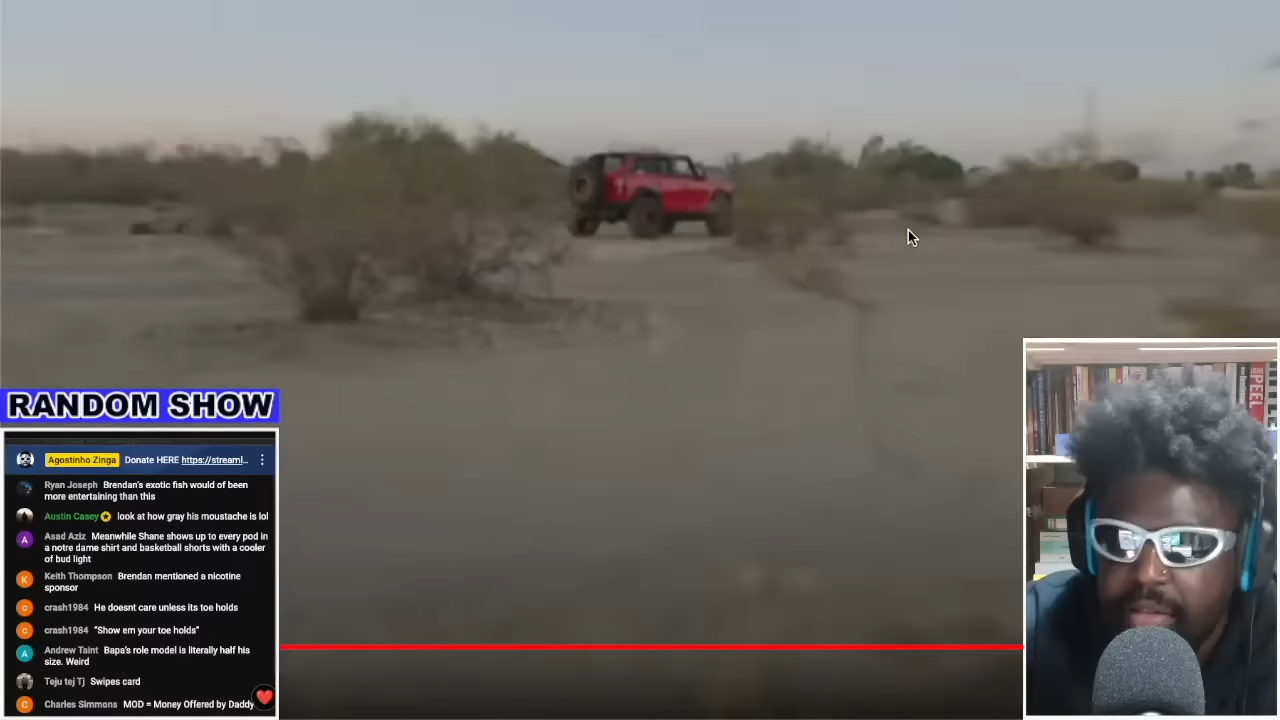 RANDOM SHOW
Agostinho Zinga Donate HERE https://streaml...
Ryan Joseph Brendan's exotic fish would of been
more entertaining than this
Austin Casey look at how gray his moustache is lol
A Asad Aziz Meanwhile Shane shows up to every pod in
a notre dame shirt and basketball shorts with a cooler
of bud light
K Keith Thompson Brendan mentioned a nicotine
sponsor
c crash1984 He doesnt care unless its toe holds
c crash1984 "Show em your toe holds"
A Andrew Taint Bapa's role model is literally half his
size. Weird
Teju tej Tj Swipes card
C Charles Simmons MOD = Money Offered by Daddy
PEEL